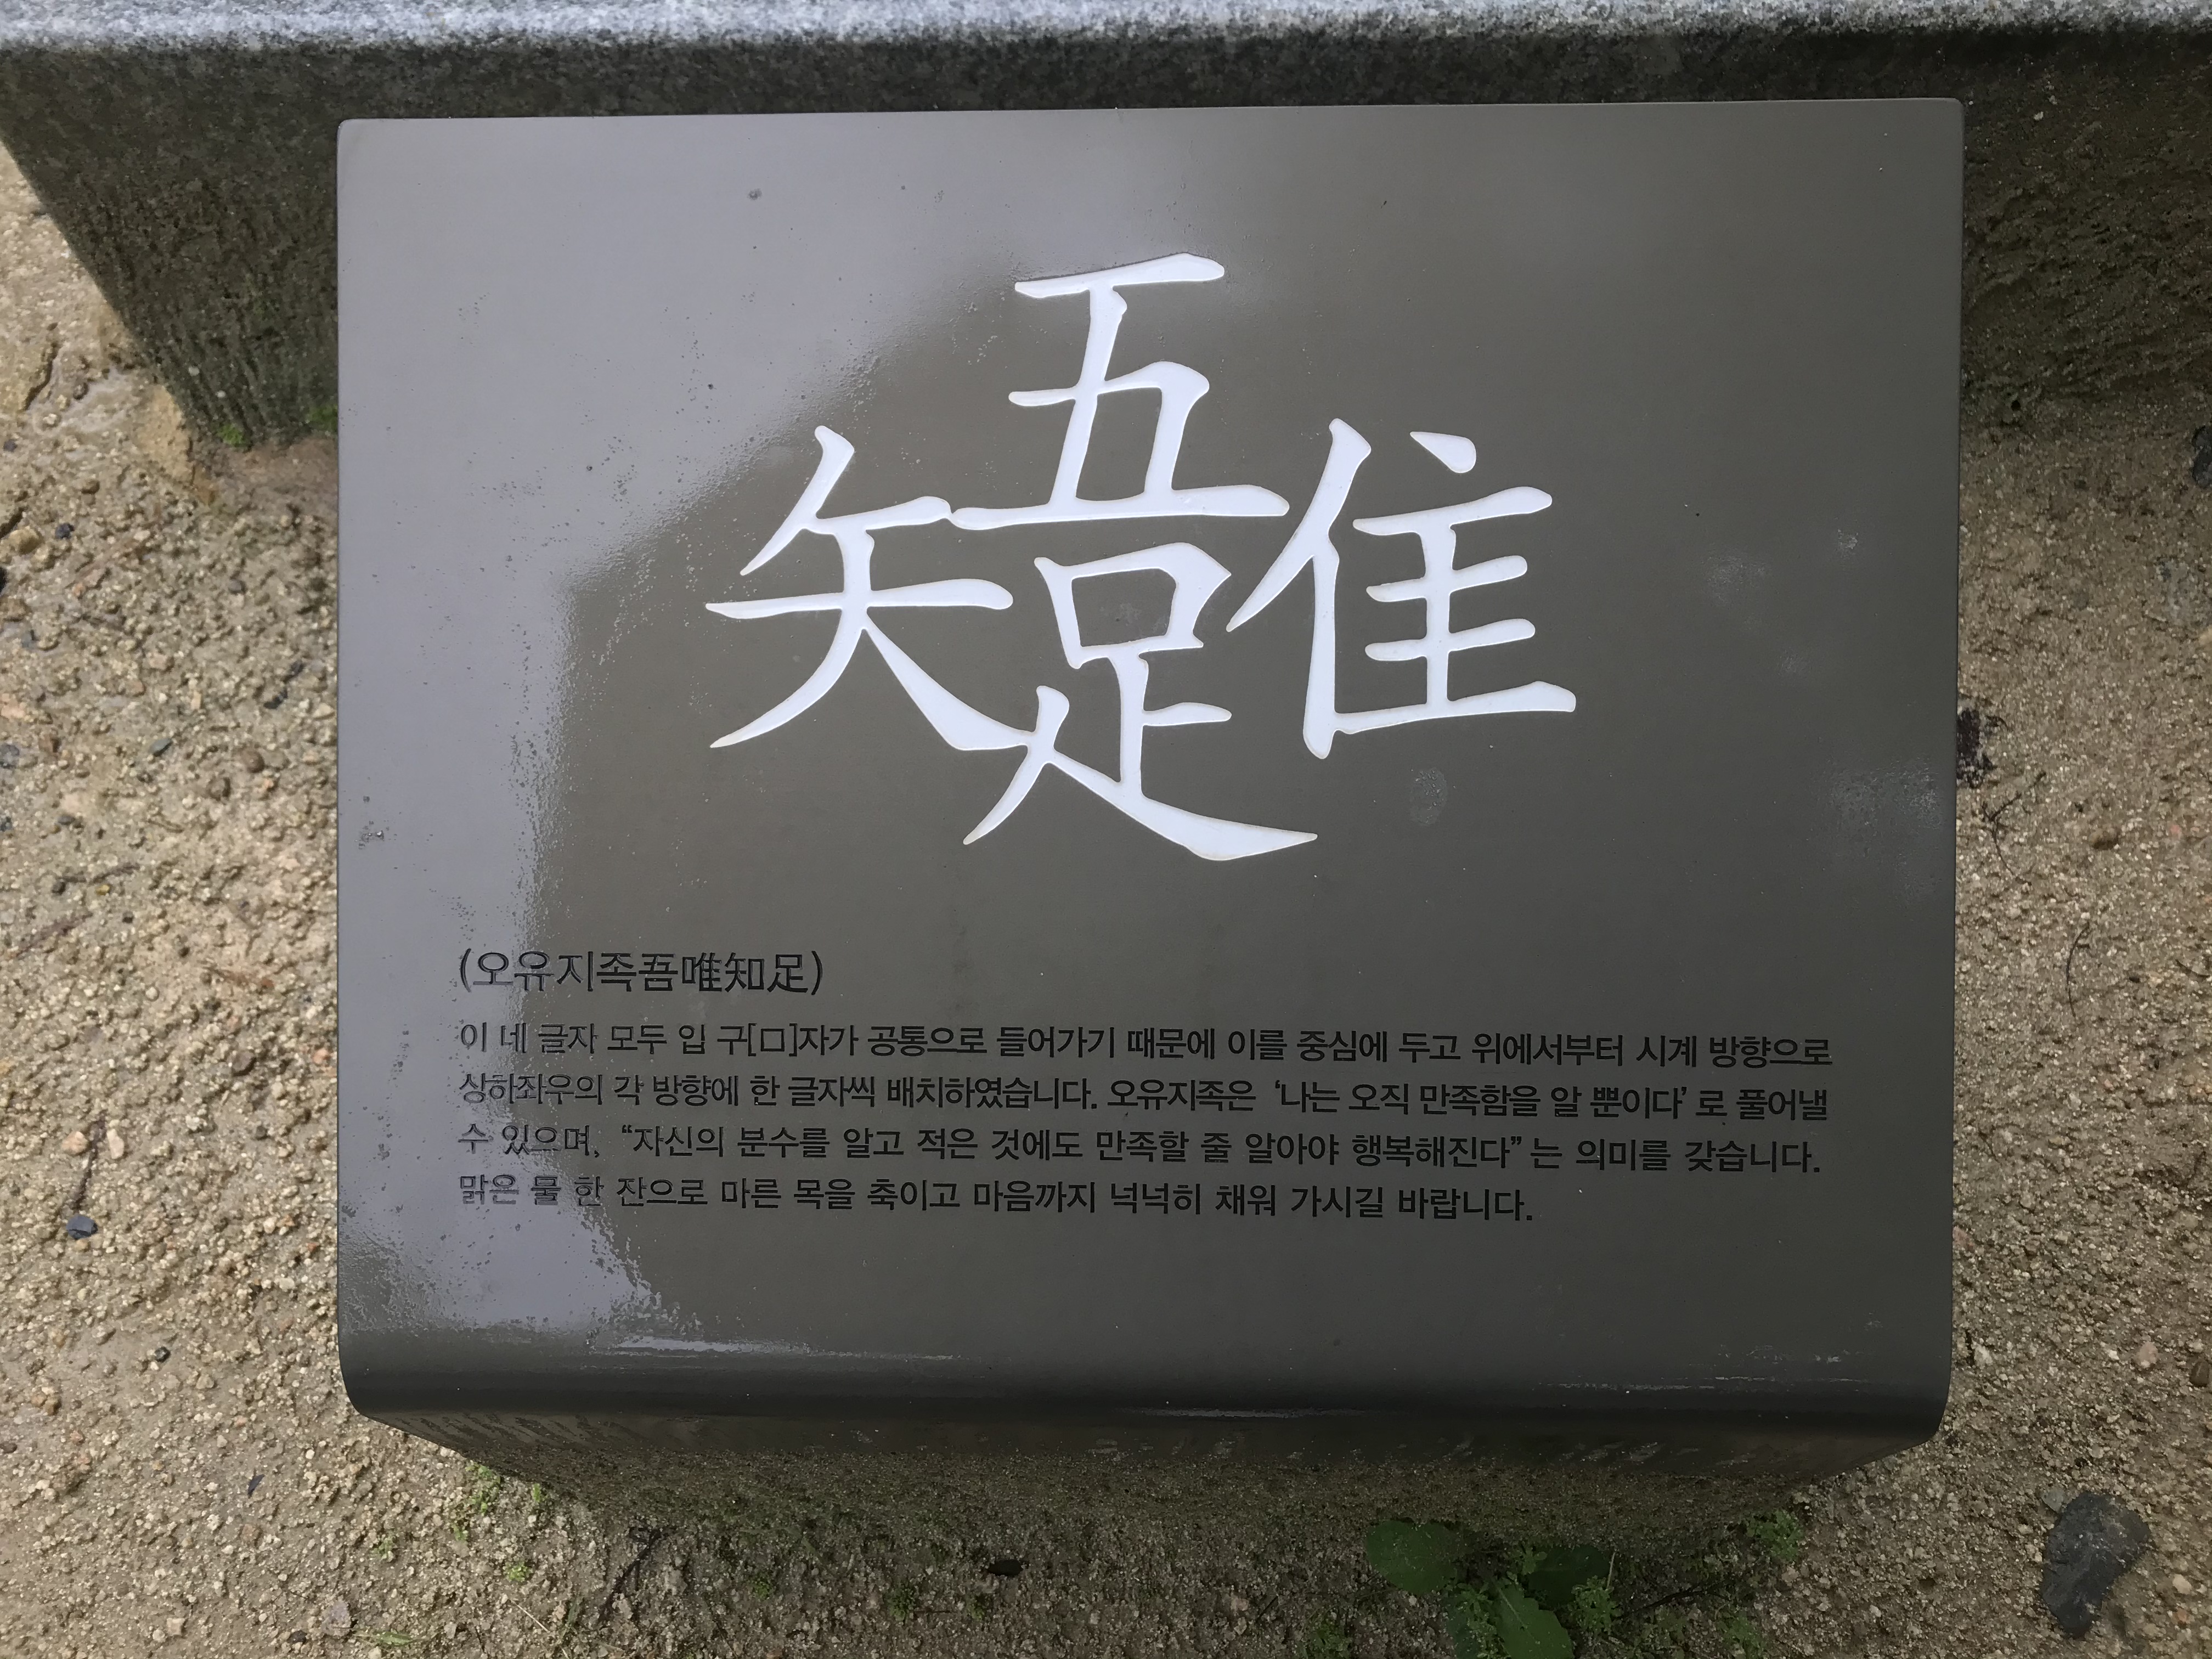 五
矢口隹
足
(오유지족吾唯知足)
이 네 글자 모두 입 구[口]자가 공통으로 들어가기 때문에 이를 중심에 두고 위에서부터 시계 방향으로
상하좌우의 각 방향에 한 글자씩 배치하였습니다. 오유지족은 ‘나는 오직 만족함을 알 뿐이다’로 풀어낼
수 있으며, “자신의 분수를 알고 적은 것에도 만족할 줄 알아야 행복해진다”는 의미를 갖습니다.
맑은 물 한 잔으로 마른 목을 축이고 마음까지 넉넉히 채워 가시길 바랍니다.